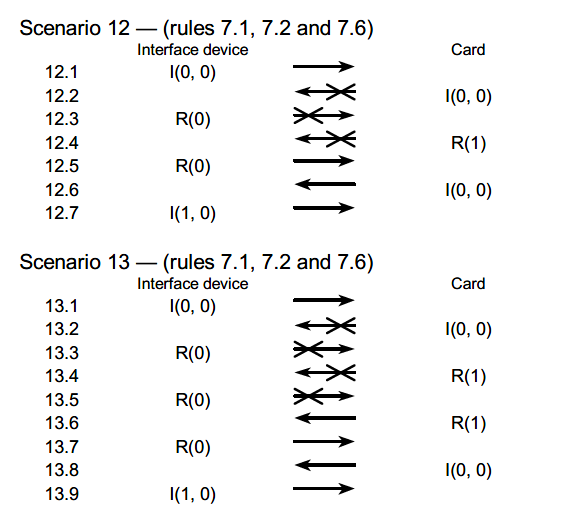 Scenario 12 — (rules 7.1, 7.2 and 7.6)
Interface device Card
12.1 I(0, 0)
12.2 I(0, 0)
12.3 R(0)
12.4 R(1)
12.5 R(0)
12.6 I(0, 0)
12.7 I(1, 0)
Scenario 13 — (rules 7.1, 7.2 and 7.6)
Interface device Card
13.1 I(0, 0)
13.2 I(0, 0)
13.3 R(0)
13.4 R(1)
13.5 R(0)
13.6 R(1)
13.7 R(0)
13.8 I(0, 0)
13.9 I(1, 0)